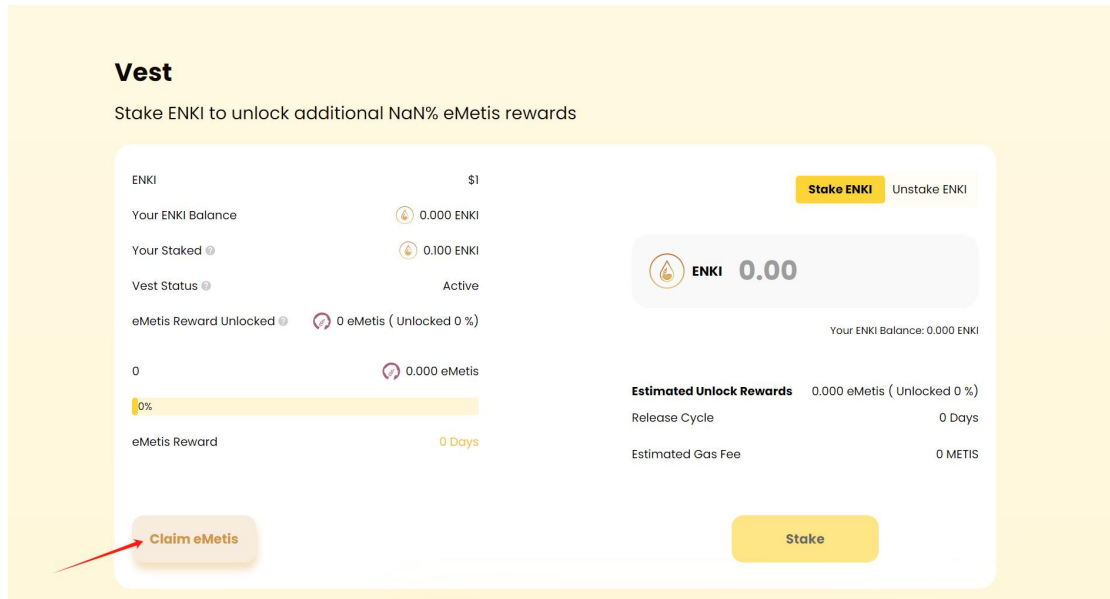 Vest
Stake ENKI to unlock additional NaN% eMetis rewards
ENKI $1
Your ENKI Balance 0.000 ENKI
Your Staked 0.100 ENKI
Vest Status Active
eMetis Reward Unlocked 0 eMetis ( Unlocked 0 %)
0 0.000 eMetis
0%
eMetis Reward 0 Days
Claim eMetis
Stake ENKI Unstake ENKI
ENKI 0.00
Your ENKI Balance: 0.000 ENKI
Estimated Unlock Rewards 0.000 eMetis ( Unlocked 0 %)
Release Cycle 0 Days
Estimated Gas Fee 0 METIS
Stake